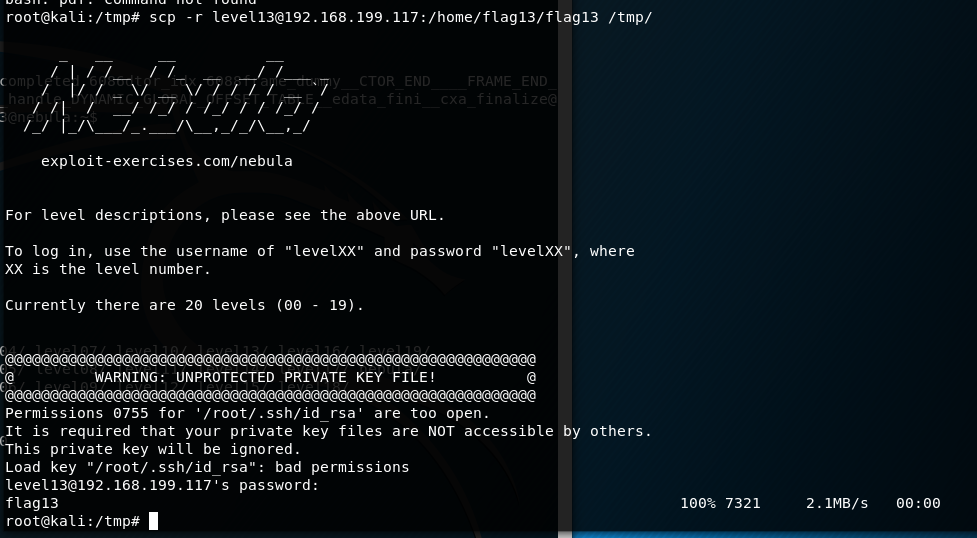 bash: pdf: command not found
root@kali:/tmp# scp -r level13@192.168.199.117:/home/flag13/flag13 /tmp/
exploit-exercises.com/nebula
For level descriptions, please see the above URL.
To log in, use the username of "levelXX" and password "levelXX", where
XX is the level number.
Currently there are 20 levels (00 - 19).
@@@@@@@@@@@@@@@@@@@@@@@@@@@@@@@@@@@@@@@@@@@@@@@@@@@@@@@@@@@
@ WARNING: UNPROTECTED PRIVATE KEY FILE! @
@@@@@@@@@@@@@@@@@@@@@@@@@@@@@@@@@@@@@@@@@@@@@@@@@@@@@@@@@@@
Permissions 0755 for '/root/.ssh/id_rsa' are too open.
It is required that your private key files are NOT accessible by others.
This private key will be ignored.
Load key "/root/.ssh/id_rsa": bad permissions
level13@192.168.199.117's password:
flag13 100% 7321 2.1MB/s 00:00
root@kali:/tmp#